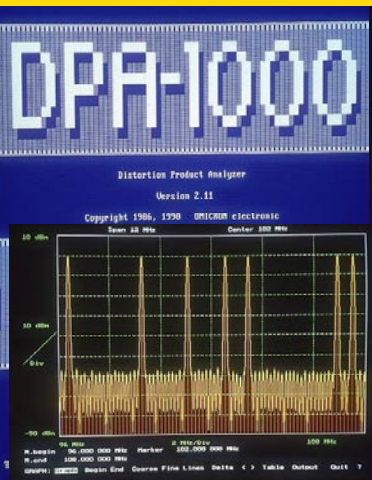 DPA-1000
Distortion Product Analyzer
Version 2.11
Copyright 1986, 1990 OMICRON electronic
Span 12 MHz Center 102 MHz
10 dBm
10 dBm
/
Div
-90 dBm
96 MHz 2 MHz/Div 108 MHz
M.begin 96.000 000 MHz Marker 102.000 000 MHz
M.end 108.000 000 MHz
GRAPH: Begin End Coarse Fine Lines Delta < > Table Output Quit ?